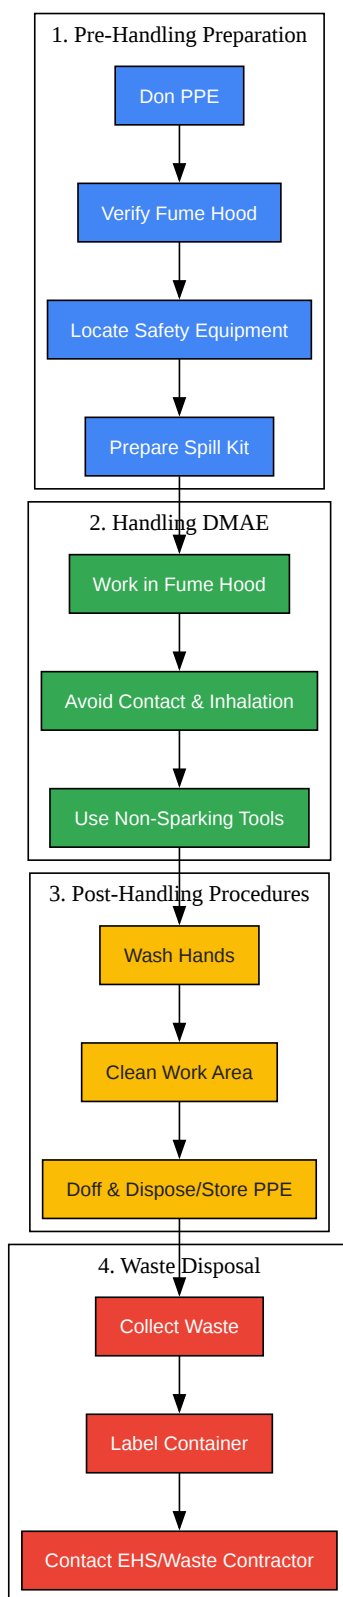 1. Pre-Handling Preparation
Don PPE
Verify Fume Hood
Locate Safety Equipment
Prepare Spill Kit
2. Handling DMAE
Work in Fume Hood
Avoid Contact & Inhalation
Use Non-Sparking Tools
3. Post-Handling Procedures
Wash Hands
Clean Work Area
Doff & Dispose/Store PPE
4. Waste Disposal
Collect Waste
Label Container
Contact EHS/Waste Contractor